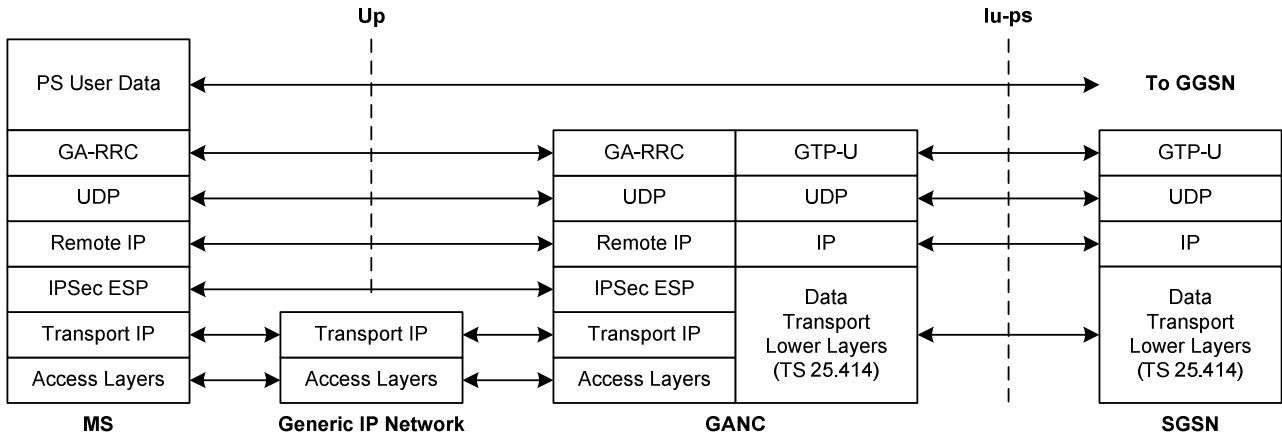 Up
Iu-ps
PS User Data
To GGSN
GA-RRC
GA-RRC
GTP-U
GTP-U
UDP
UDP
UDP
UDP
Remote IP
Remote IP
IP
IP
IPSec ESP
IPSec ESP
Data
Transport
Lower Layers
(TS 25.414)
Data
Transport
Lower Layers
(TS 25.414)
Transport IP
Transport IP
Transport IP
Access Layers
Access Layers
Access Layers
MS
Generic IP Network
GANC
SGSN